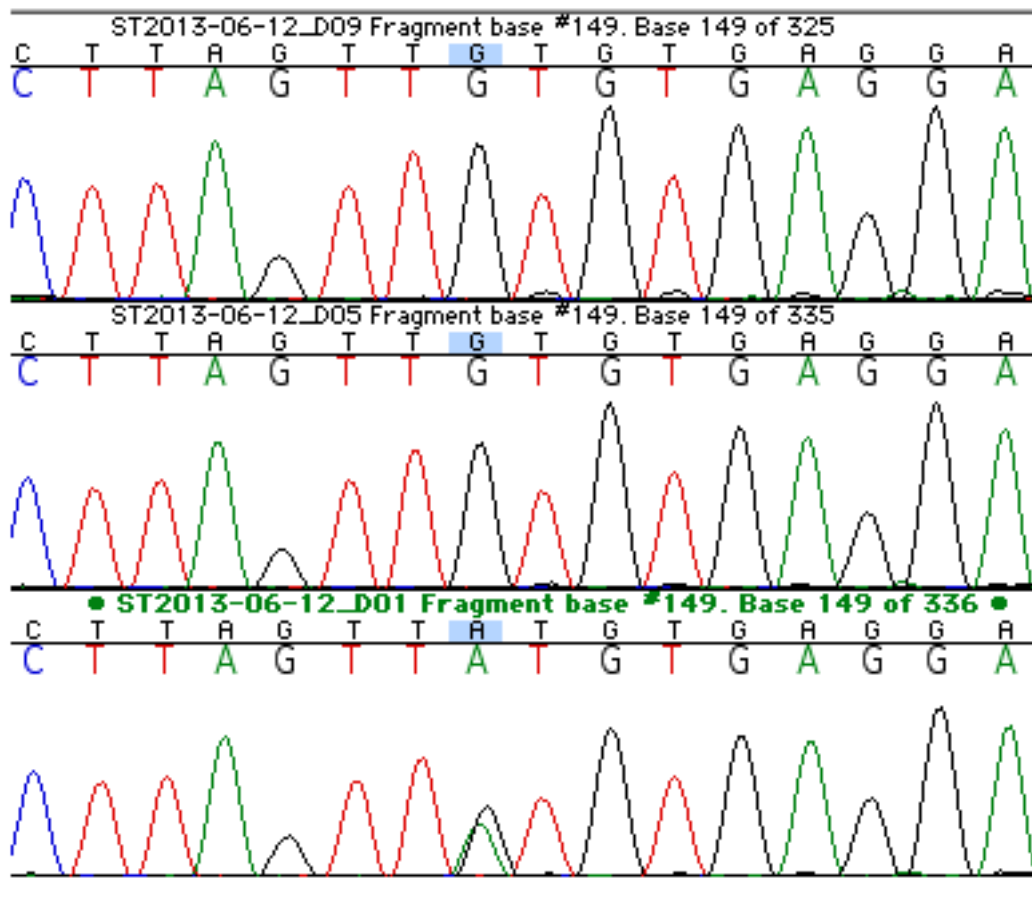 ST2013-06-12_D09 Fragment base #149. Base 149 of 325
C T T A G T T G T G T G A G G A
C T T A G T T G T G T G A G G A
ST2013-06-12_D05 Fragment base #149. Base 149 of 335
C T T A G T T G T G T G A G G A
C T T A G T T G T G T G A G G A
● ST2013-06-12_D01 Fragment base #149. Base 149 of 336 ●
C T T A G T T A T G T G A G G A
C T T A G T T A T G T G A G G A